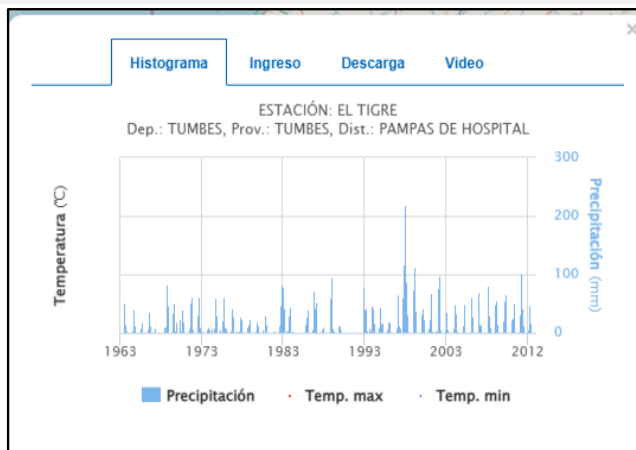 ×
Histograma Ingreso Descarga Video
ESTACIÓN: EL TIGRE
Dep.: TUMBES, Prov.: TUMBES, Dist.: PAMPAS DE HOSPITAL
Temperatura (°C)
300
200
100
0
Precipitación (mm)
1963 1973 1983 1993 2003 2012
Precipitación Temp. max Temp. min